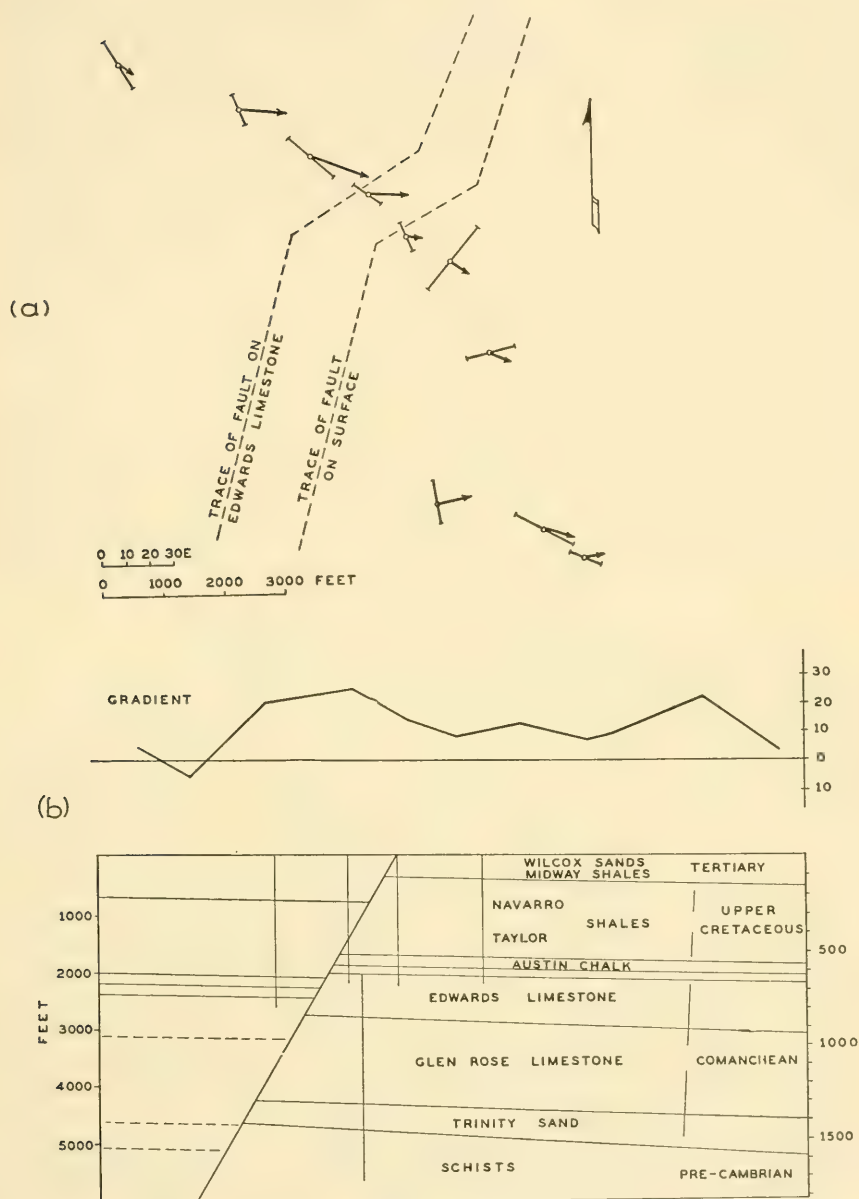 (a)
TRACE OF FAULT ON
EDWARDS LIMESTONE
TRACE OF FAULT
ON SURFACE
0 10 20 30E
0 1000 2000 3000 FEET
GRADIENT
30
20
10
0
10
(b)
WILCOX SANDS
MIDWAY SHALES
TERTIARY
1000
NAVARRO
SHALES
TAYLOR
UPPER
CRETACEOUS
500
AUSTIN CHALK
2000
FEET
EDWARDS LIMESTONE
3000
1000
GLEN ROSE LIMESTONE
COMANCHEAN
4000
TRINITY SAND
1500
5000
SCHISTS
PRE-CAMBRIAN